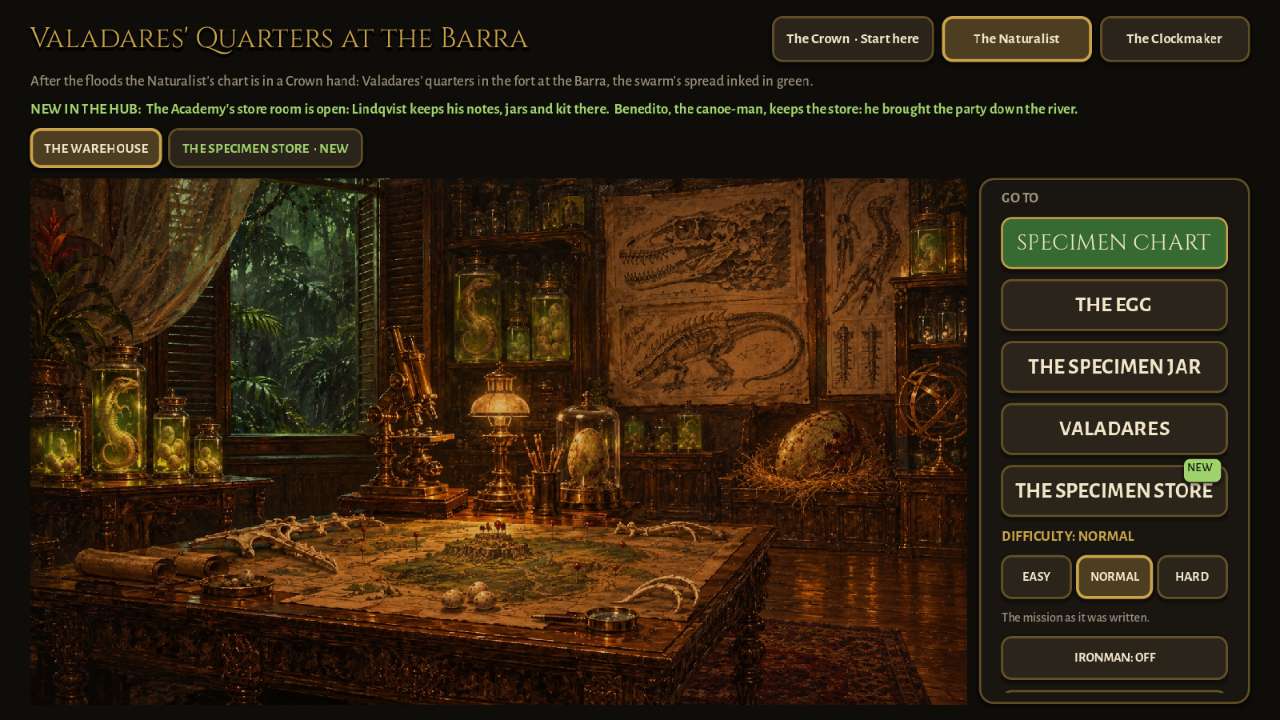 VALADARES' QUARTERS AT THE BARRA
The Crown · Start here
The Naturalist
The Clockmaker
After the floods the Naturalist's chart is in a Crown hand: Valadares' quarters in the fort at the Barra, the swarm's spread inked in green.
NEW IN THE HUB: The Academy's store room is open: Lindqvist keeps his notes, jars and kit there. Benedito, the canoe-man, keeps the store: he brought the party down the river.
THE WAREHOUSE
THE SPECIMEN STORE · NEW
GO TO
SPECIMEN CHART
THE EGG
THE SPECIMEN JAR
VALADARES
NEW
THE SPECIMEN STORE
DIFFICULTY: NORMAL
EASY
NORMAL
HARD
The mission as it was written.
IRONMAN: OFF